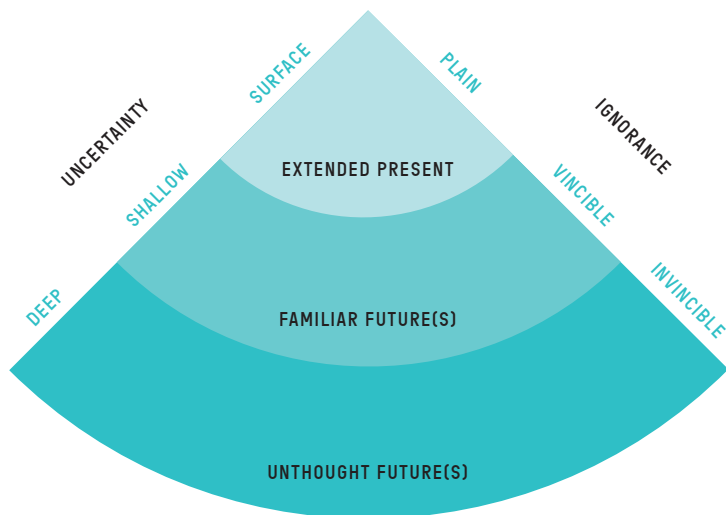 SURFACE
PLAIN
UNCERTAINTY
IGNORANCE
EXTENDED PRESENT
SHALLOW
VINCIBLE
DEEP
INVINCIBLE
FAMILIAR FUTURE(S)
UNTHOUGHT FUTURE(S)